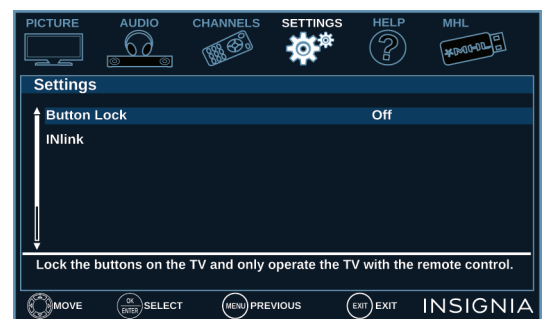 PICTURE AUDIO CHANNELS SETTINGS HELP MHL
?
MHL
Settings
Button Lock Off
INlink
Lock the buttons on the TV and only operate the TV with the remote control.
MOVE OK ENTER SELECT MENU PREVIOUS EXIT EXIT INSIGNIA